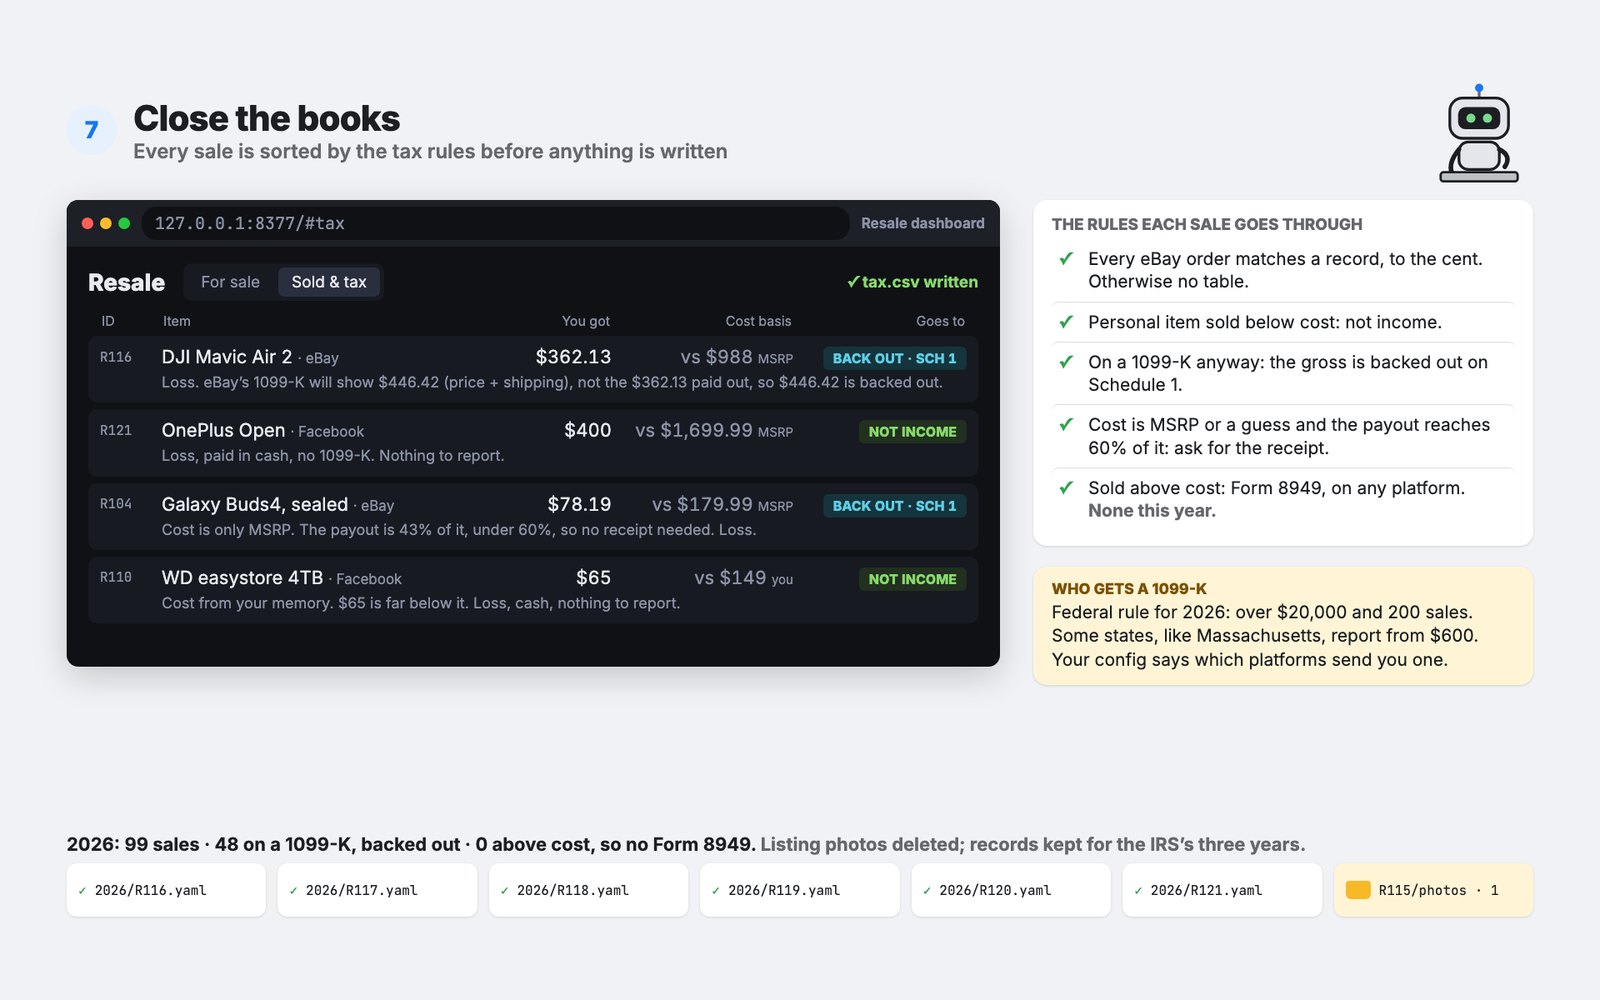 7
Close the books
Every sale is sorted by the tax rules before anything is written
127.0.0.1:8377/#tax
Resale dashboard
Resale
For sale
Sold & tax
✓ tax.csv written
ID
Item
You got
Cost basis
Goes to
R116
DJI Mavic Air 2 · eBay
$362.13
vs $988 MSRP
BACK OUT · SCH 1
Loss. eBay’s 1099-K will show $446.42 (price + shipping), not the $362.13 paid out, so $446.42 is backed out.
R121
OnePlus Open · Facebook
$400
vs $1,699.99 MSRP
NOT INCOME
Loss, paid in cash, no 1099-K. Nothing to report.
R104
Galaxy Buds4, sealed · eBay
$78.19
vs $179.99 MSRP
BACK OUT · SCH 1
Cost is only MSRP. The payout is 43% of it, under 60%, so no receipt needed. Loss.
R110
WD easystore 4TB · Facebook
$65
vs $149 you
NOT INCOME
Cost from your memory. $65 is far below it. Loss, cash, nothing to report.
THE RULES EACH SALE GOES THROUGH
✓ Every eBay order matches a record, to the cent.
Otherwise no table.
✓ Personal item sold below cost: not income.
✓ On a 1099-K anyway: the gross is backed out on
Schedule 1.
✓ Cost is MSRP or a guess and the payout reaches
60% of it: ask for the receipt.
✓ Sold above cost: Form 8949, on any platform.
None this year.
WHO GETS A 1099-K
Federal rule for 2026: over $20,000 and 200 sales.
Some states, like Massachusetts, report from $600.
Your config says which platforms send you one.
2026: 99 sales · 48 on a 1099-K, backed out · 0 above cost, so no Form 8949. Listing photos deleted; records kept for the IRS’s three years.
✓ 2026/R116.yaml
✓ 2026/R117.yaml
✓ 2026/R118.yaml
✓ 2026/R119.yaml
✓ 2026/R120.yaml
✓ 2026/R121.yaml
R115/photos · 1